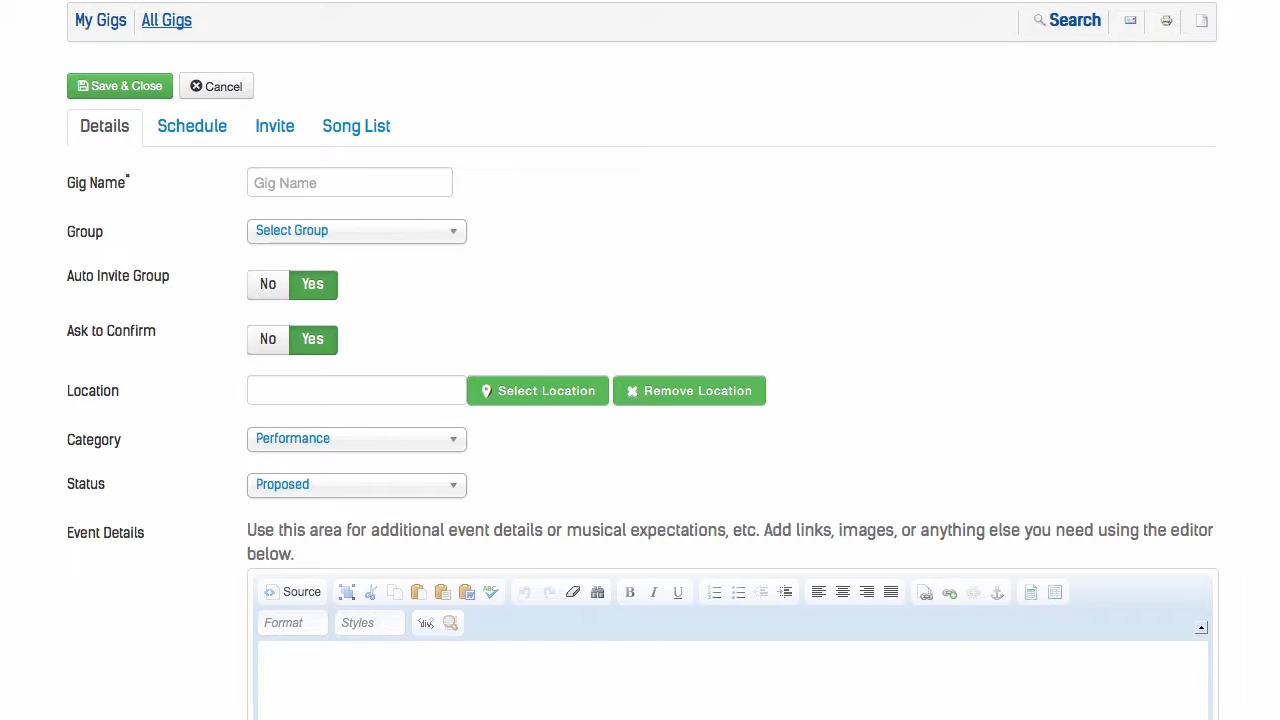 My Gigs All Gigs Search
Save & Close Cancel
Details Schedule Invite Song List
Gig Name* Gig Name
Group Select Group
Auto Invite Group No Yes
Ask to Confirm No Yes
Location Select Location Remove Location
Category Performance
Status Proposed
Event Details Use this area for additional event details or musical expectations, etc. Add links, images, or anything else you need using the editor
below.
Source ABC B I U
Format Styles div